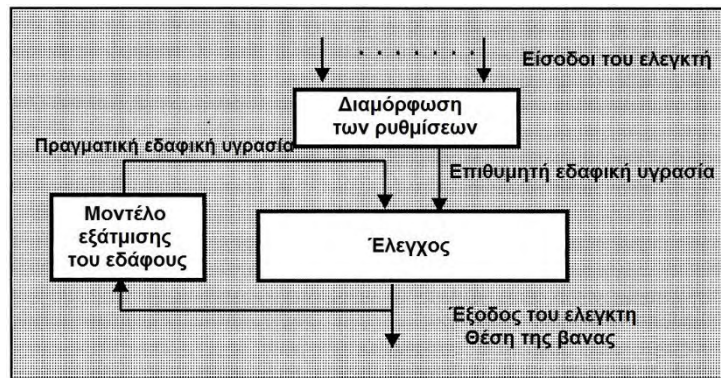 Είσοδοι του ελεγκτή
Διαμόρφωση
των ρυθμίσεων
Πραγματική εδαφική υγρασία
Επιθυμητή εδαφική υγρασία
Μοντέλο
εξάτμισης
του εδάφους
Έλεγχος
Έξοδος του ελεγκτη
Θέση της βανας